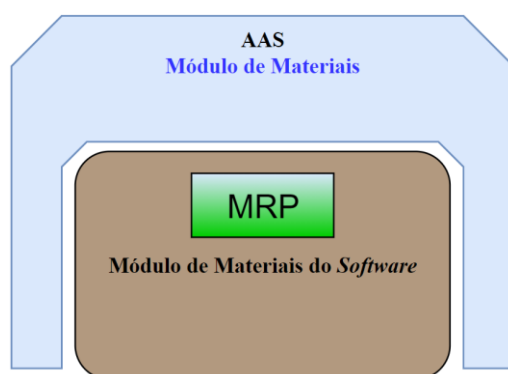 AAS
Módulo de Materiais
MRP
Módulo de Materiais do Software